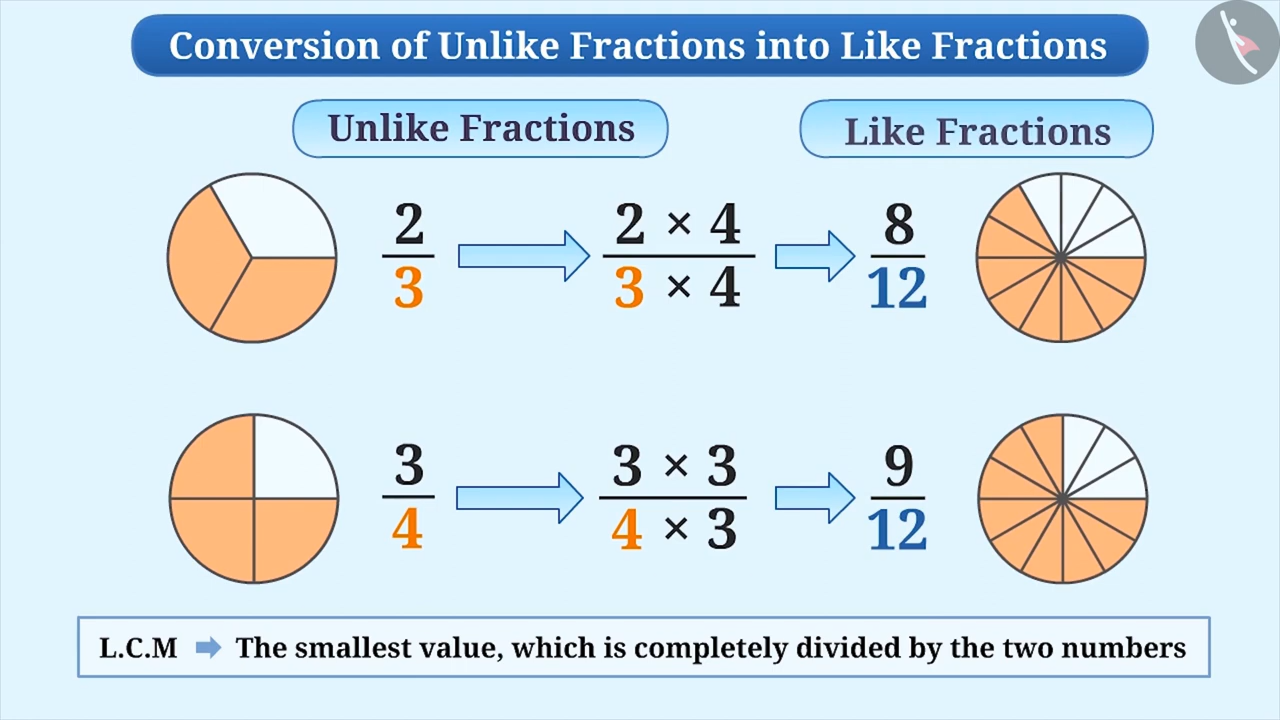 Conversion of Unlike Fractions into Like Fractions
Unlike Fractions
Like Fractions
2/3 2 × 4/3 × 4 8/12
3/4 3 × 3/4 × 3 9/12
L.C.M The smallest value, which is completely divided by the two numbers